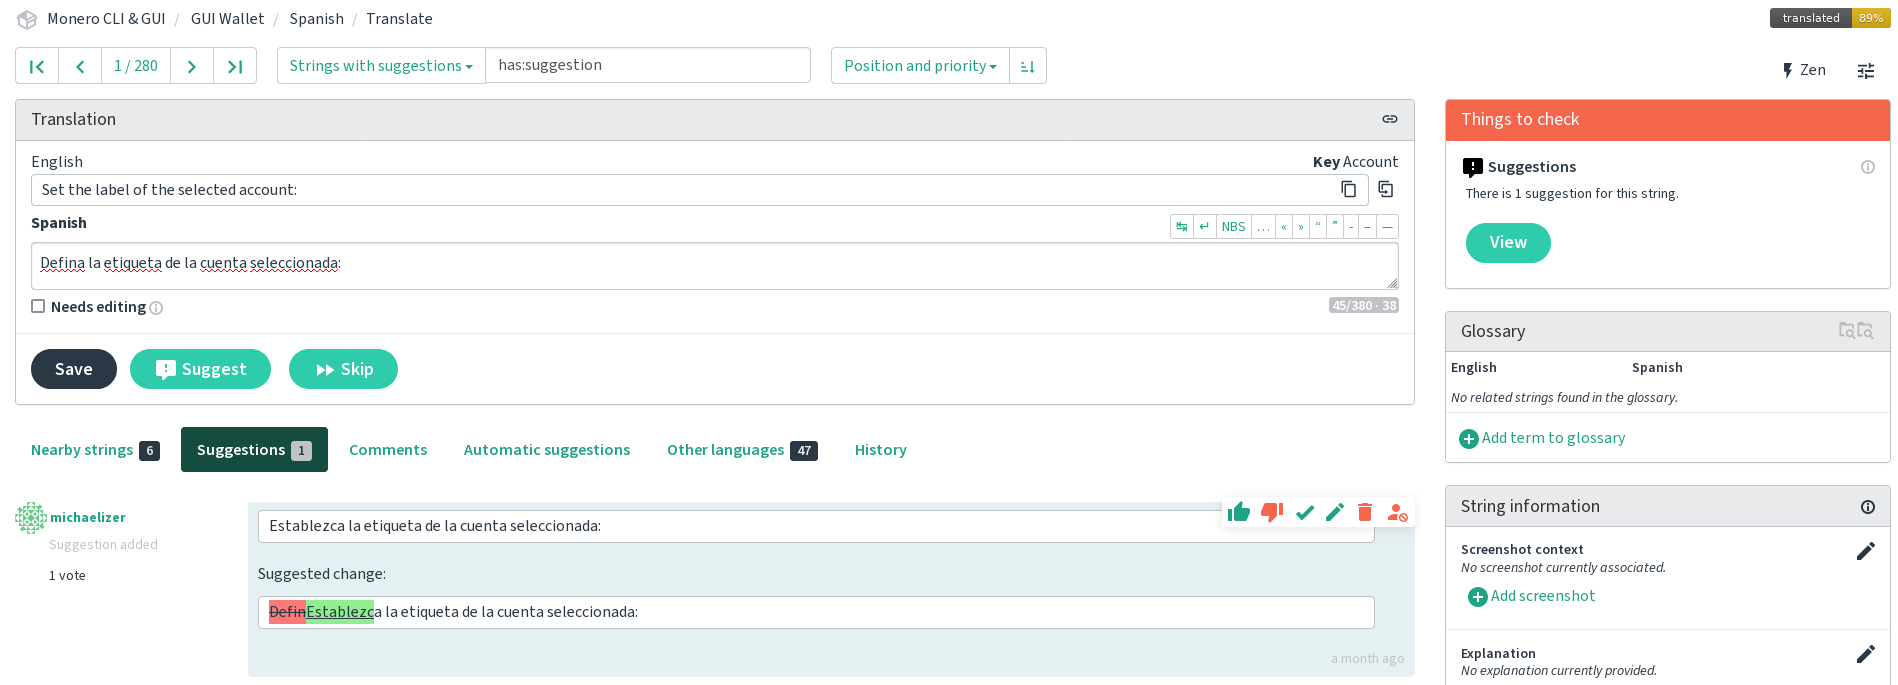 Monero CLI & GUI / GUI Wallet / Spanish / Translate
translated 89%
1 / 280
Strings with suggestions
has:suggestion
Position and priority
Zen
Translation
English
Key Account
Set the label of the selected account:
Spanish
NBS … « » “ ” - – —
Defina la etiqueta de la cuenta seleccionada:
Needs editing
45/380 · 38
Save
Suggest
Skip
Nearby strings 6
Suggestions 1
Comments
Automatic suggestions
Other languages 47
History
michaelizer
Suggestion added
1 vote
Establezca la etiqueta de la cuenta seleccionada:
Suggested change:
DefinEstablezca la etiqueta de la cuenta seleccionada:
a month ago
Things to check
Suggestions
There is 1 suggestion for this string.
View
Glossary
English Spanish
No related strings found in the glossary.
Add term to glossary
String information
Screenshot context
No screenshot currently associated.
Add screenshot
Explanation
No explanation currently provided.